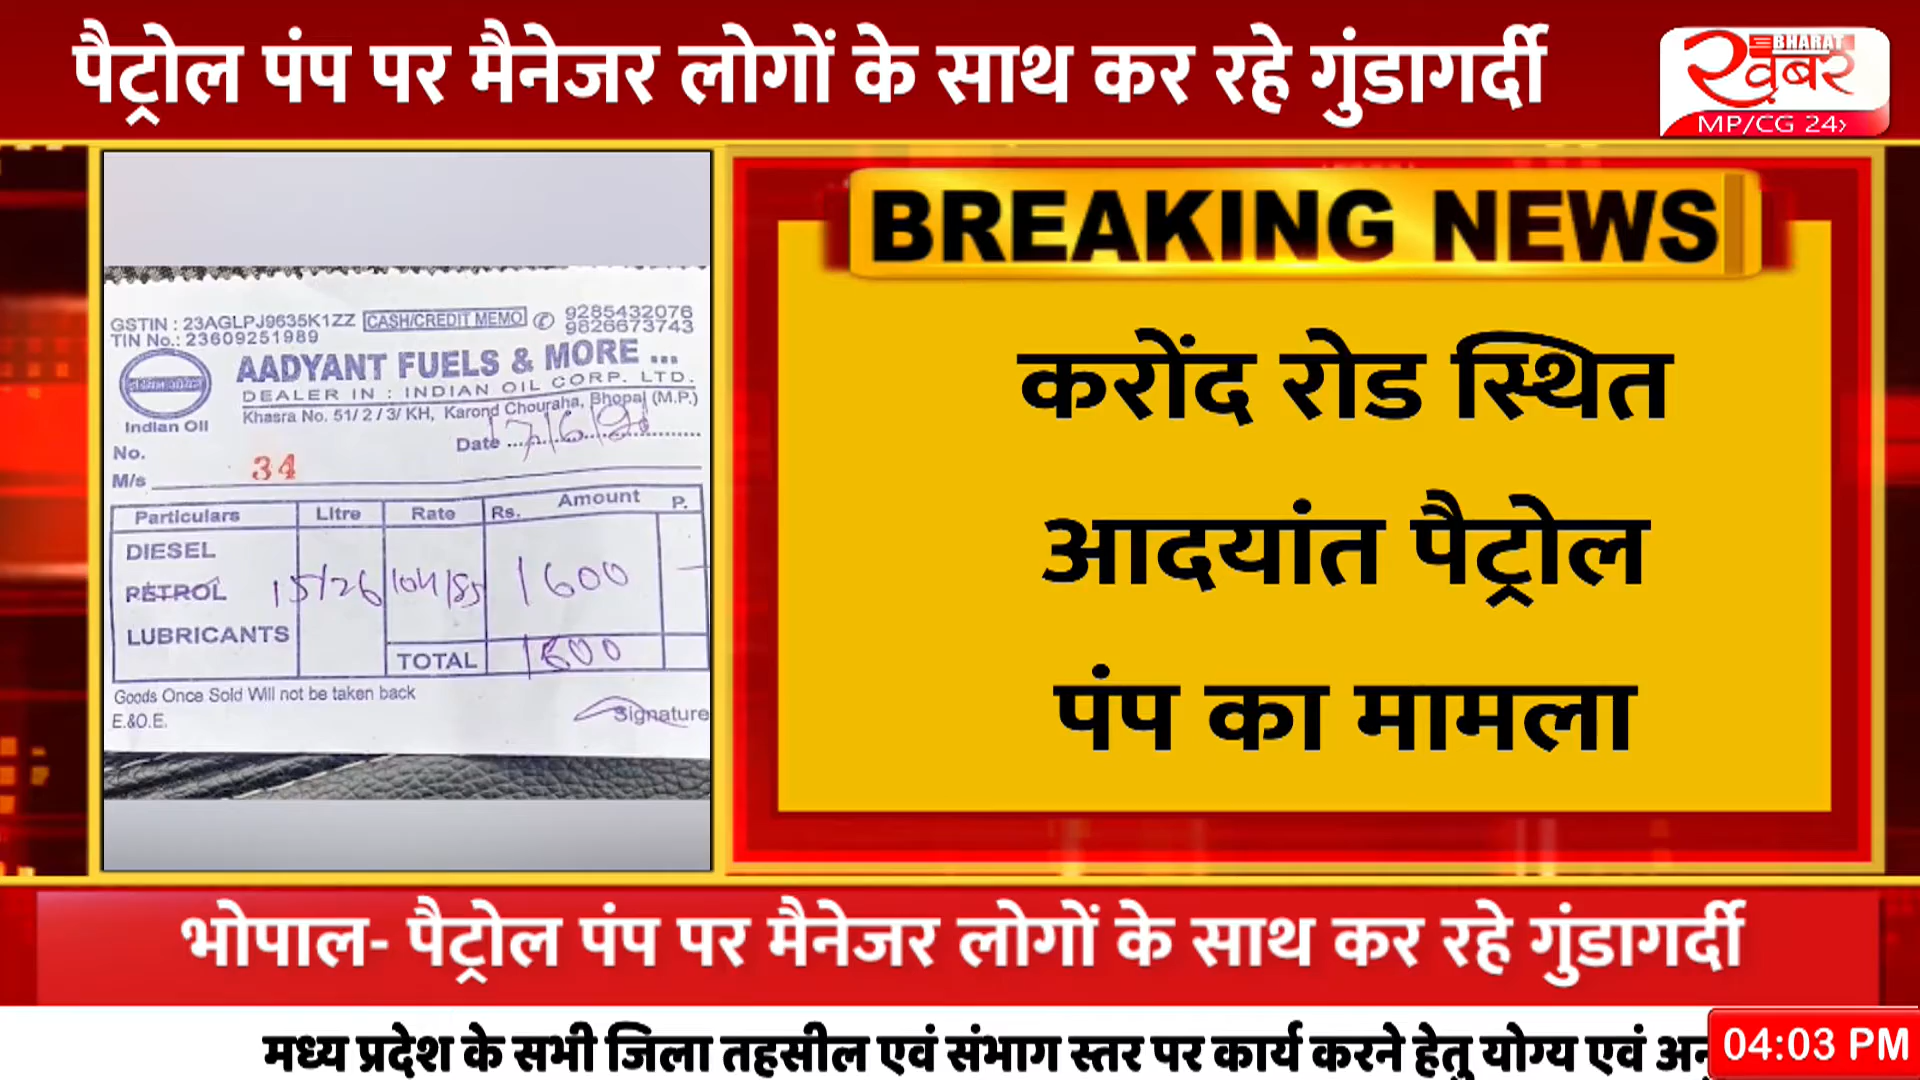 पैट्रोल पंप पर मैनेजर लोगों के साथ कर रहे गुंडागर्दी
BHARAT
ख़बर
MP/CG 24
BREAKING NEWS
करोंद रोड स्थित
आदयांत पैट्रोल
पंप का मामला
GSTIN : 23AGLPJ9635K1ZZ CASH/CREDIT MEMO 9285432076
TIN No.: 23609251989 9826673743
AADYANT FUELS & MORE ...
DEALER IN : INDIAN OIL CORP. LTD.
Khasra No. 51/ 2 / 3/ KH, Karond Chouraha, Bhopal (M.P.)
Indian Oil
Date
No. 34
M/s
Particulars Litre Rate Rs. Amount P.
DIESEL
PETROL 15/26 104/85 1600
LUBRICANTS
TOTAL 1600
Goods Once Sold Will not be taken back
E.&O.E.
Signature
भोपाल- पैट्रोल पंप पर मैनेजर लोगों के साथ कर रहे गुंडागर्दी
मध्य प्रदेश के सभी जिला तहसील एवं संभाग स्तर पर कार्य करने हेतु योग्य एवं
04:03 PM